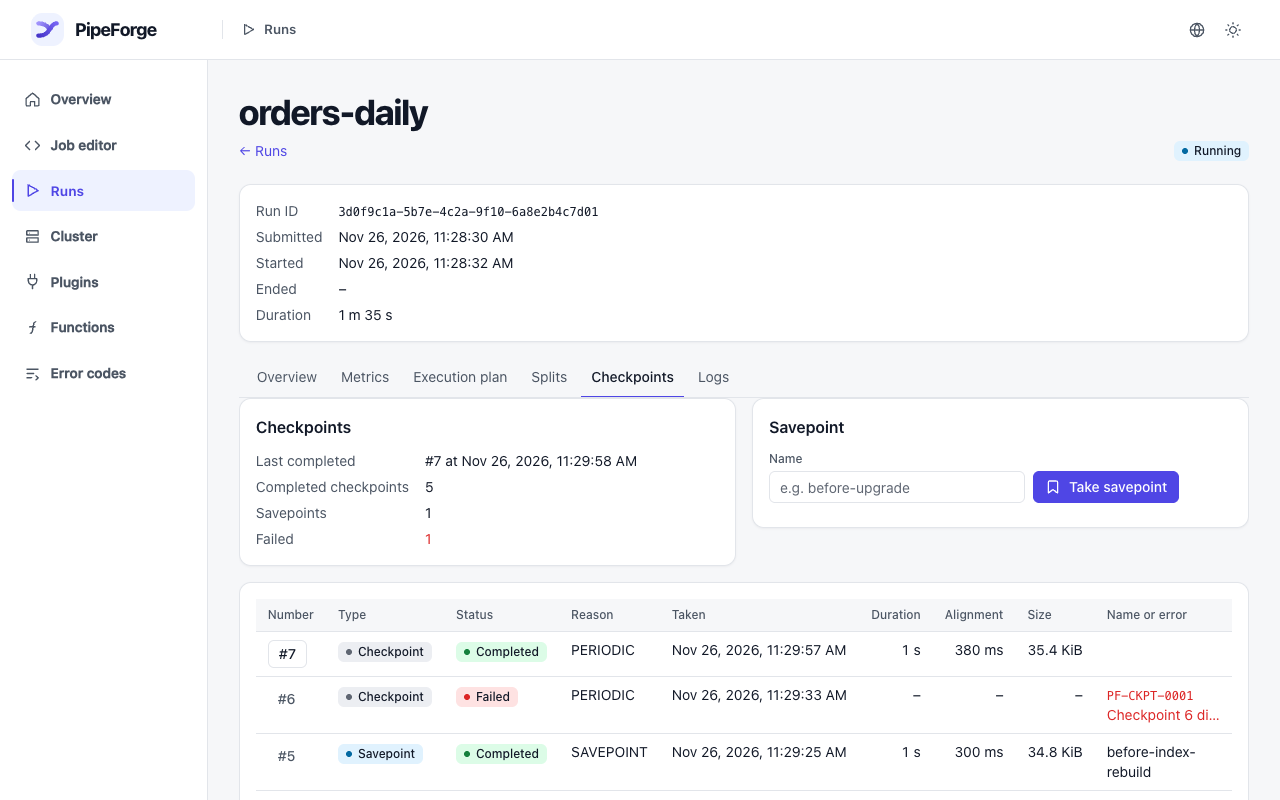 PipeForge
Runs
Overview
Job editor
Runs
Cluster
Plugins
Functions
Error codes
orders-daily
← Runs
Running
Run ID 3d0f9c1a-5b7e-4c2a-9f10-6a8e2b4c7d01
Submitted Nov 26, 2026, 11:28:30 AM
Started Nov 26, 2026, 11:28:32 AM
Ended –
Duration 1 m 35 s
Overview Metrics Execution plan Splits Checkpoints Logs
Checkpoints
Last completed #7 at Nov 26, 2026, 11:29:58 AM
Completed checkpoints 5
Savepoints 1
Failed 1
Savepoint
Name
e.g. before-upgrade
Take savepoint
Number Type Status Reason Taken Duration Alignment Size Name or error
#7 Checkpoint Completed PERIODIC Nov 26, 2026, 11:29:57 AM 1 s 380 ms 35.4 KiB
#6 Checkpoint Failed PERIODIC Nov 26, 2026, 11:29:33 AM – – – PF-CKPT-0001
Checkpoint 6 di…
#5 Savepoint Completed SAVEPOINT Nov 26, 2026, 11:29:25 AM 1 s 300 ms 34.8 KiB before-index-
rebuild